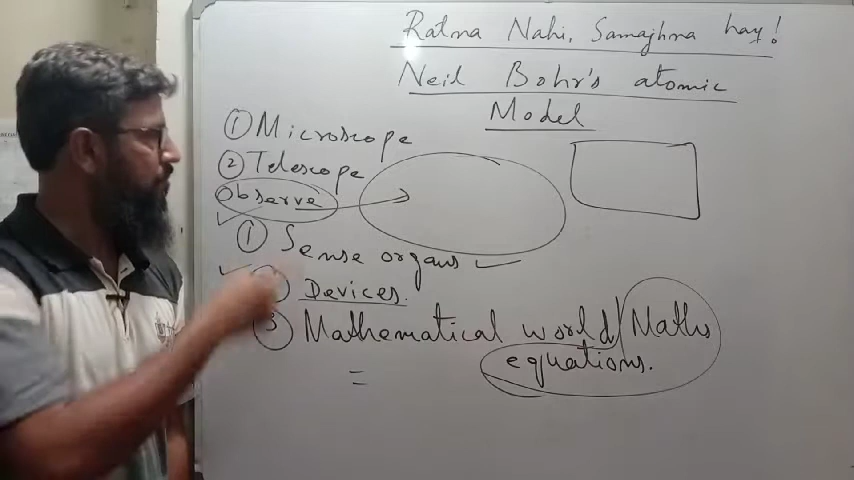 Ratna Nahi, Samajhna hay!
Neil Bohr's atomic
Model
① Microscope
② Teloscope
Observe
① Sense organs
Devices.
③ Mathematical world/Maths
equations.
=